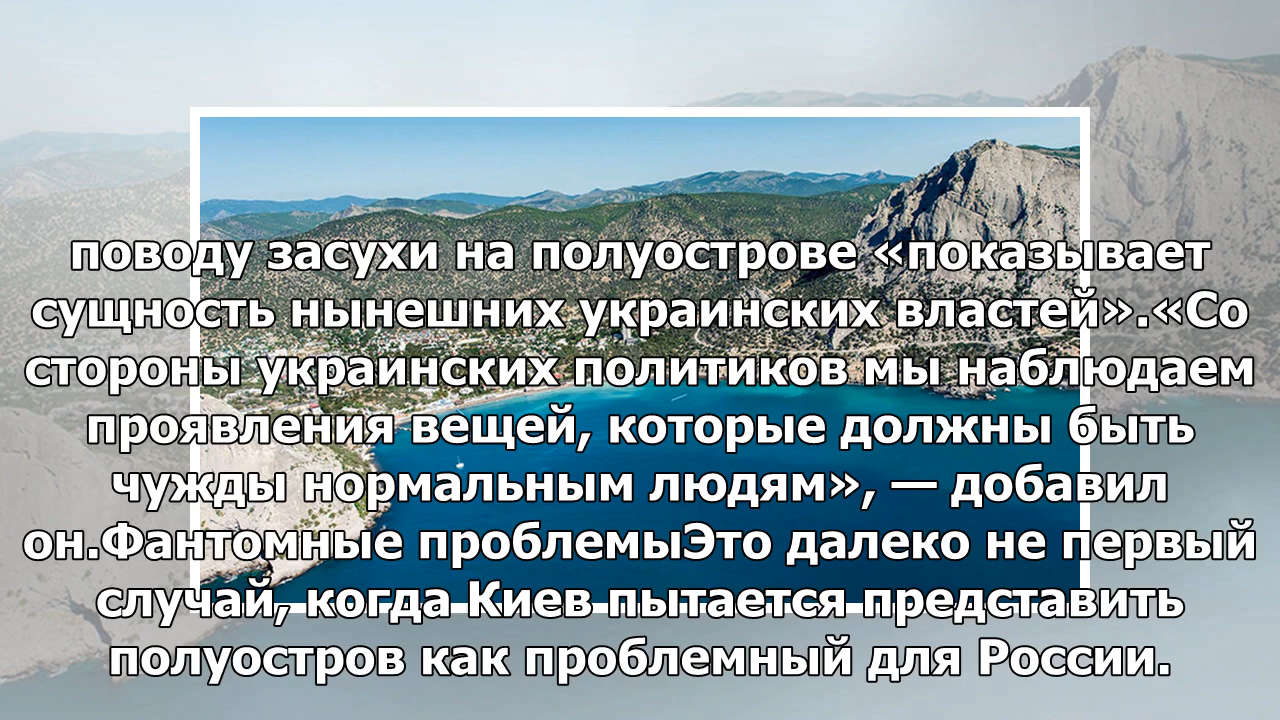 поводу засухи на полуострове «показывает
сущность нынешних украинских властей».«Со
стороны украинских политиков мы наблюдаем
проявления вещей, которые должны быть
чужды нормальным людям», — добавил
он.Фантомные проблемыЭто далеко не первый
случай, когда Киев пытается представить
полуостров как проблемный для России.